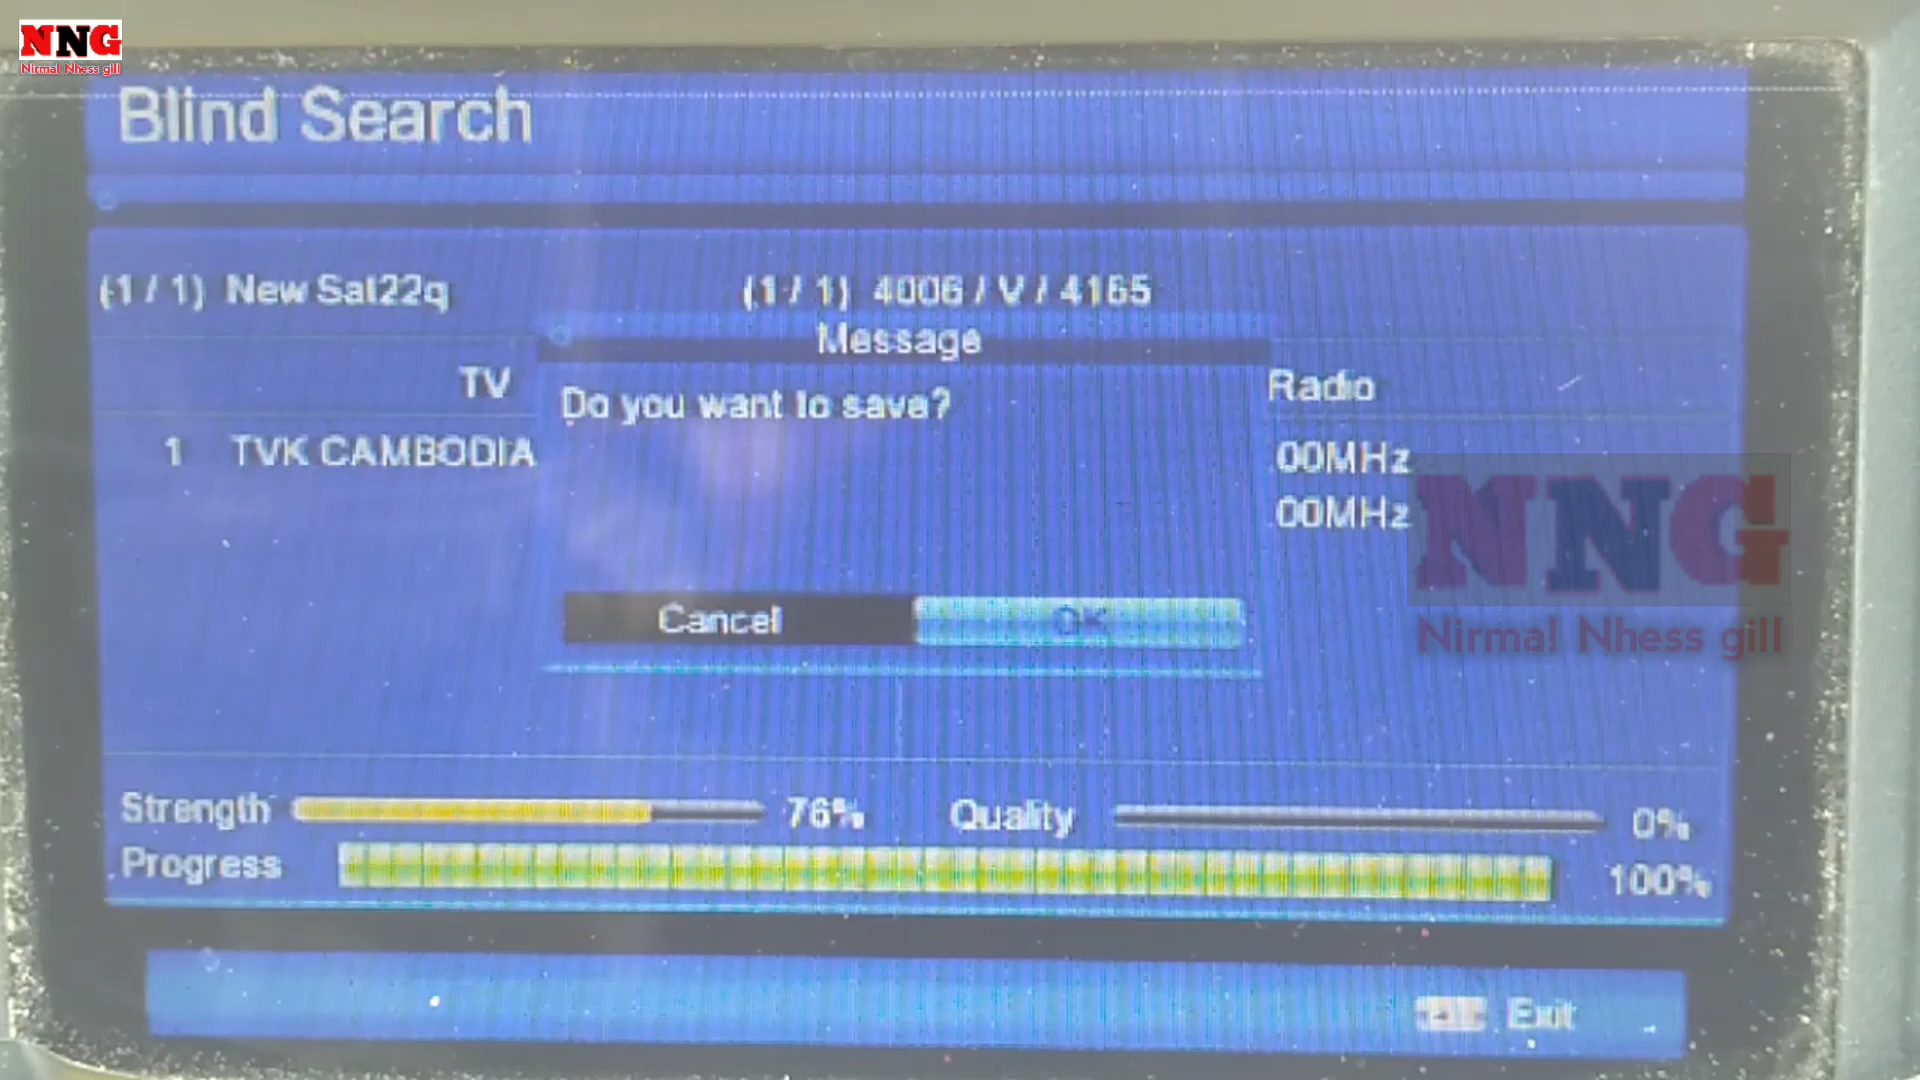 NNG
Nirmal Nhess gill
Blind Search
(1 / 1) New Sat22q
(1 / 1) 4006 / V / 4165
Message
TV
Do you want to save?
Radio
1 TVK CAMBODIA
00MHz
00MHz
NNG
Nirmal Nhess gill
Cancel
OK
Strength 76% Quality 0%
Progress 100%
Exit